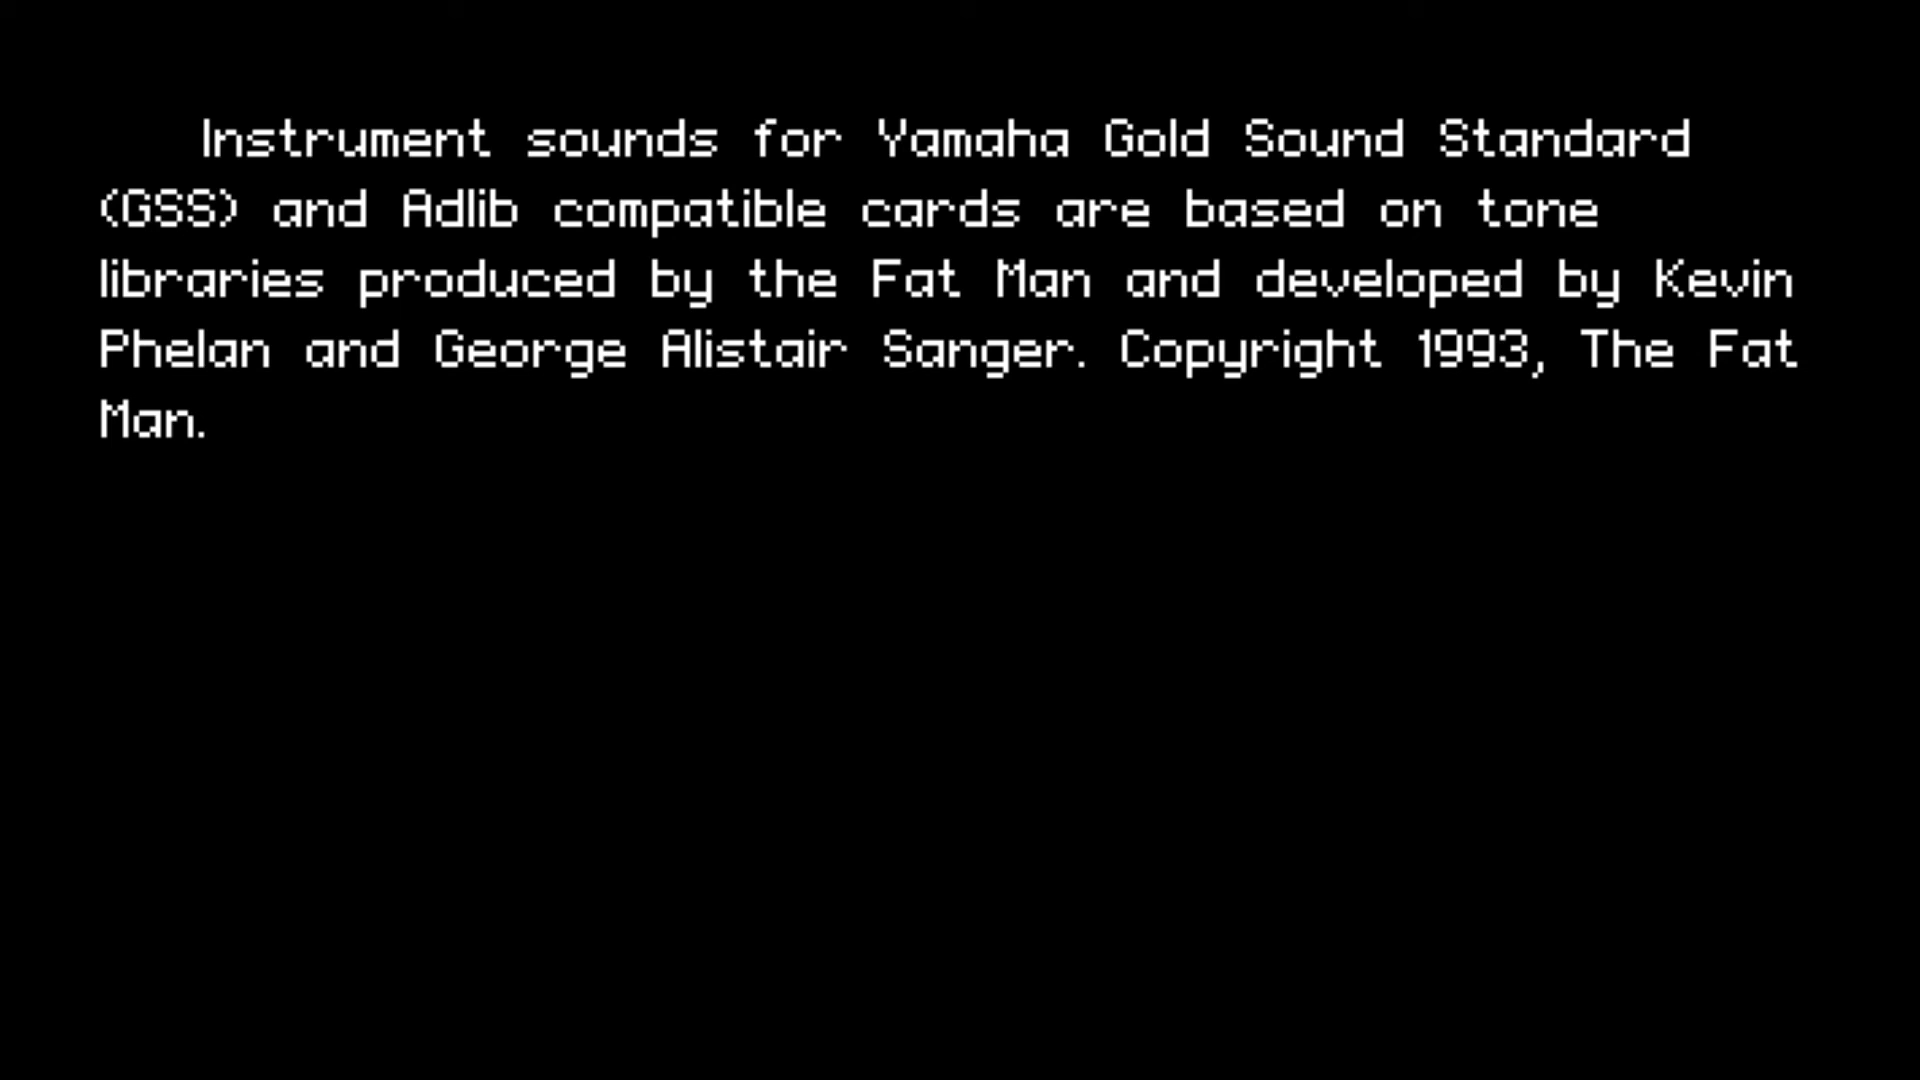 Instrument sounds for Yamaha Gold Sound Standard
(GSS) and Adlib compatible cards are based on tone
libraries produced by the Fat Man and developed by Kevin
Phelan and George Alistair Sanger. Copyright 1993, The Fat
Man.